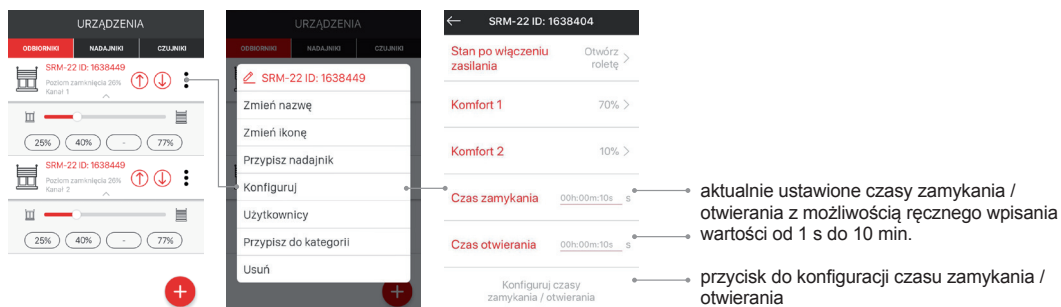 URZĄDZENIA
ODBIORNIKI NADAJNIKI CZUJNIKI
SRM-22 ID: 1638449
Poziom zamknięcia 26%
Kanał 1
25% 40% - 77%
SRM-22 ID: 1638449
Poziom zamknięcia 26%
Kanał 2
25% 40% - 77%
+
URZĄDZENIA
ODBIORNIKI NADAJNIKI CZUJNIKI
SRM-22 ID: 1638449
Zmień nazwę
Zmień ikonę
Przypisz nadajnik
Konfiguruj
Użytkownicy
Przypisz do kategorii
Usuń
+
SRM-22 ID: 1638404
Stan po włączeniu
zasilania
Otwórz
roletę
Komfort 1 70%
Komfort 2 10%
Czas zamykania 00h:00m:10s s
Czas otwierania 00h:00m:10s s
Konfiguruj czasy
zamykania / otwierania
aktualnie ustawione czasy zamykania /
otwierania z możliwością ręcznego wpisania
wartości od 1 s do 10 min.
przycisk do konfiguracji czasu zamykania /
otwierania